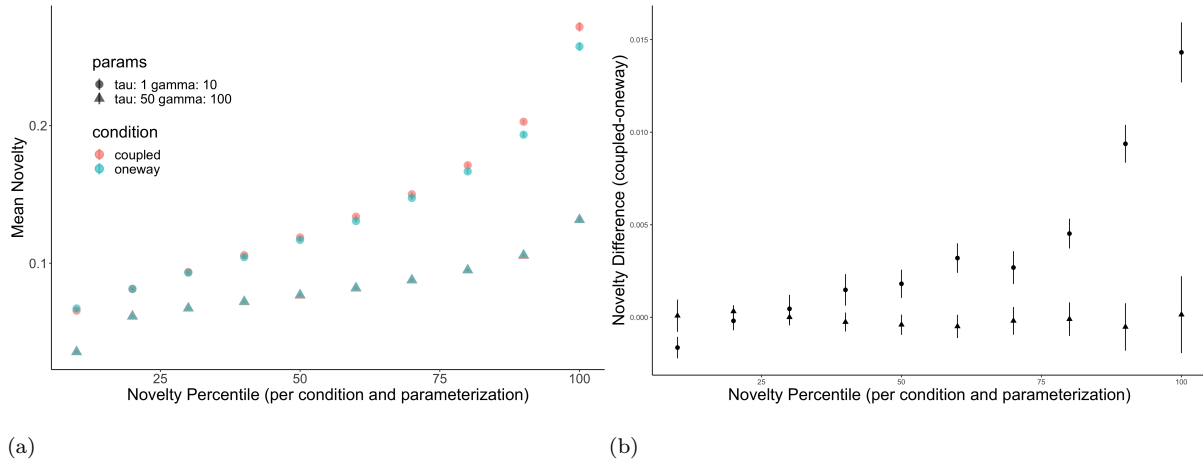 params
tau: 1 gamma: 10
tau: 50 gamma: 100
condition
coupled
oneway
Mean Novelty
0.2
0.1
25
50
75
100
Novelty Percentile (per condition and parameterization)
(a)
Novelty Difference (coupled-oneway)
0.015
0.010
0.005
0.000
25
50
75
100
Novelty Percentile (per condition and parameterization)
(b)